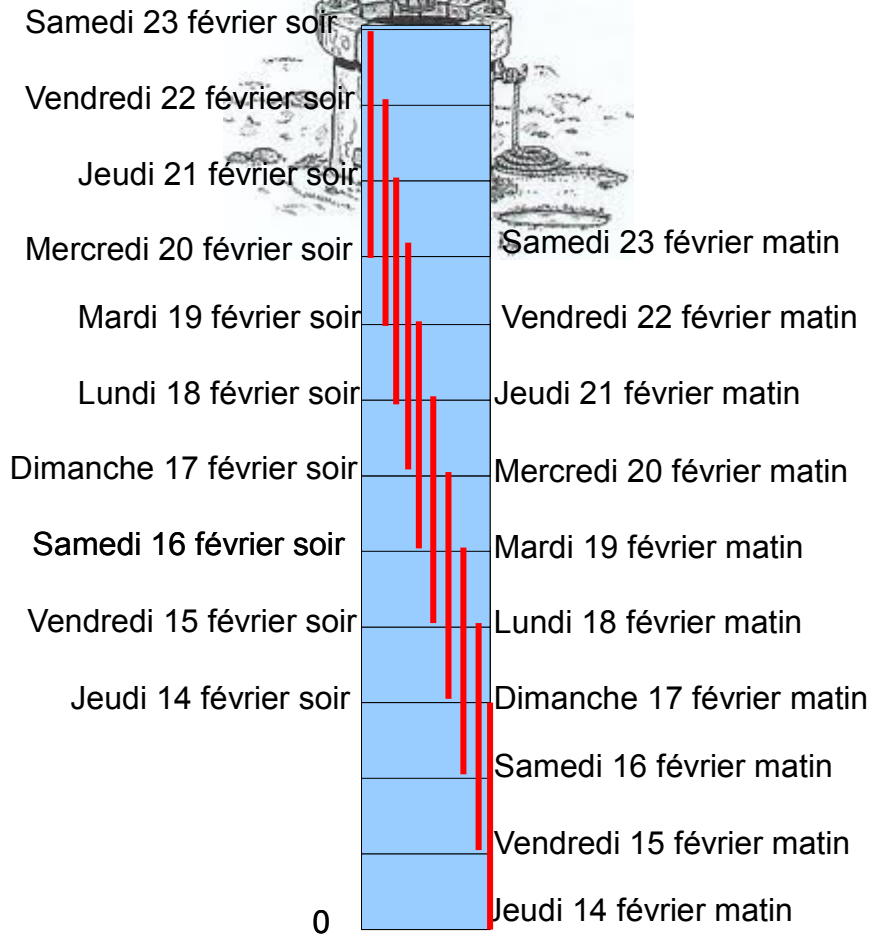 Samedi 23 février soir
Vendredi 22 février soir
Jeudi 21 février soir
Mercredi 20 février soir
Samedi 23 février matin
Mardi 19 février soir
Vendredi 22 février matin
Lundi 18 février soir
Jeudi 21 février matin
Dimanche 17 février soir
Mercredi 20 février matin
Samedi 16 février soir
Mardi 19 février matin
Vendredi 15 février soir
Lundi 18 février matin
Jeudi 14 février soir
Dimanche 17 février matin
Samedi 16 février matin
Vendredi 15 février matin
Jeudi 14 février matin
0